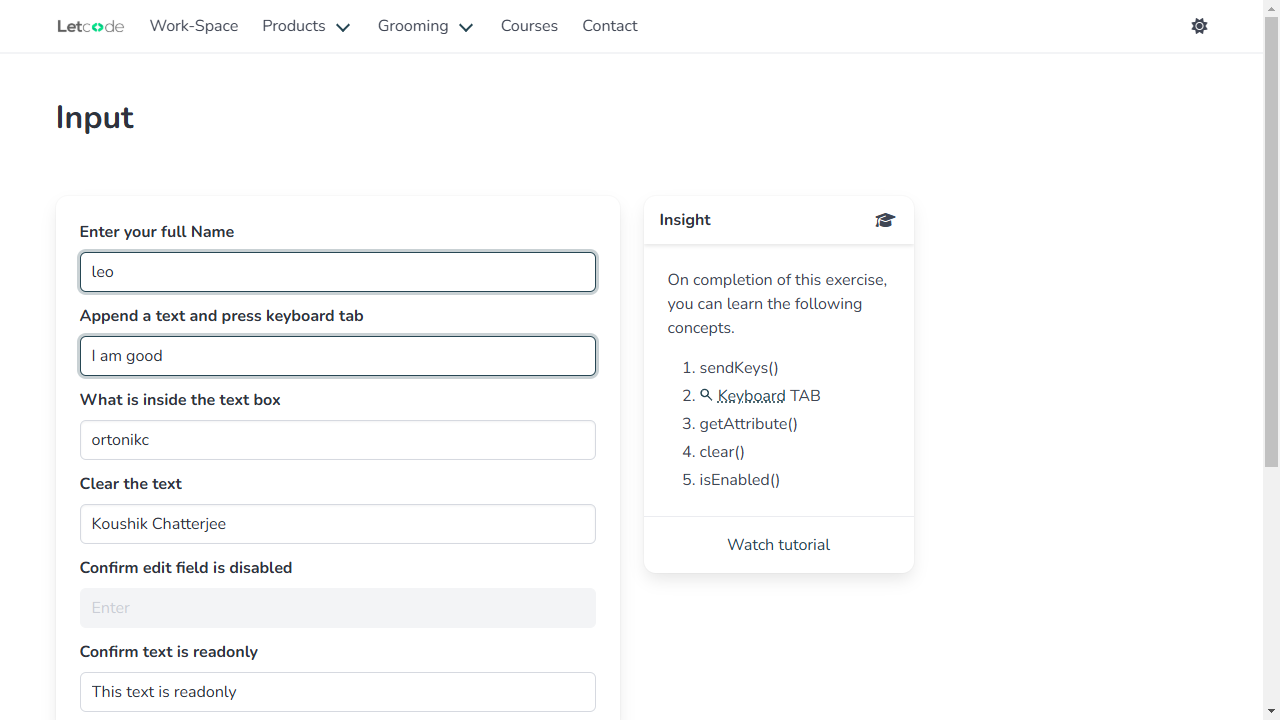 Letcode Work-Space Products Grooming Courses Contact
Input
Enter your full Name
leo
Append a text and press keyboard tab
I am good
What is inside the text box
ortonikc
Clear the text
Koushik Chatterjee
Confirm edit field is disabled
Enter
Confirm text is readonly
This text is readonly
Insight
On completion of this exercise,
you can learn the following
concepts.
1. sendKeys()
2. Keyboard TAB
3. getAttribute()
4. clear()
5. isEnabled()
Watch tutorial